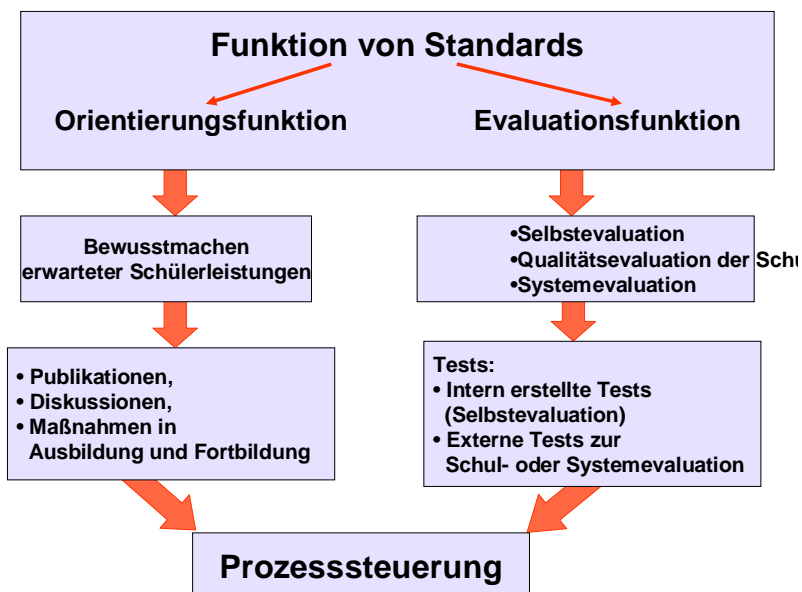 Funktion von Standards
Orientierungsfunktion
Evaluationsfunktion
Bewusstmachen
erwarteter Schülerleistungen
•Selbstevaluation
•Qualitätsevaluation der
•Systemevaluation
• Publikationen,
• Diskussionen,
• Maßnahmen in
Ausbildung und Fortbildung
Tests:
• Intern erstellte Tests
(Selbstevaluation)
• Externe Tests zur
Schul- oder Systemevaluation
Prozesssteuerung